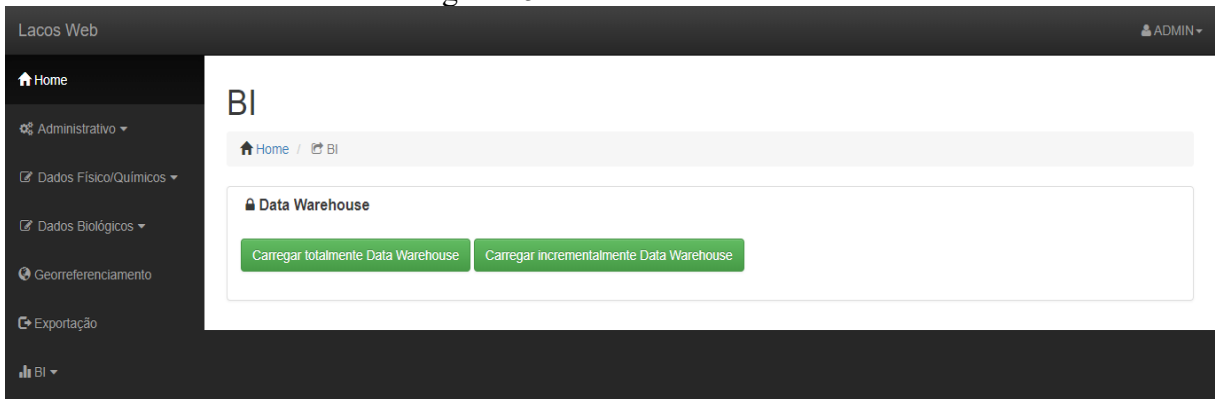 Lacos Web
ADMIN
Home
Administrativo
Dados Físico/Químicos
Dados Biológicos
Georreferenciamento
Exportação
BI
BI
Home / BI
Data Warehouse
Carregar totalmente Data Warehouse
Carregar incrementalmente Data Warehouse